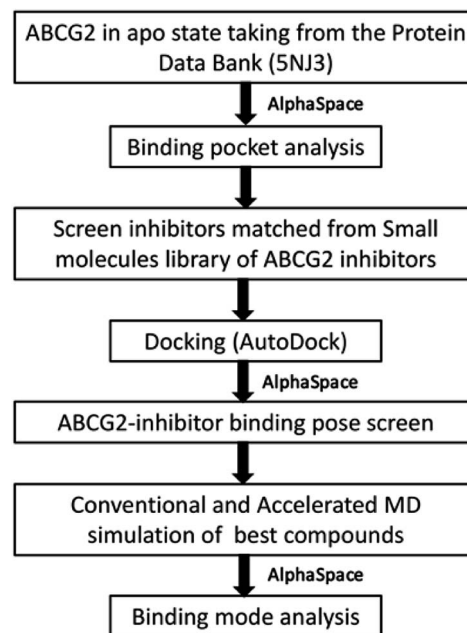 ABCG2 in apo state taking from the Protein
Data Bank (5NJ3)
AlphaSpace
Binding pocket analysis
Screen inhibitors matched from Small
molecules library of ABCG2 inhibitors
Docking (AutoDock)
AlphaSpace
ABCG2-inhibitor binding pose screen
Conventional and Accelerated MD
simulation of best compounds
AlphaSpace
Binding mode analysis